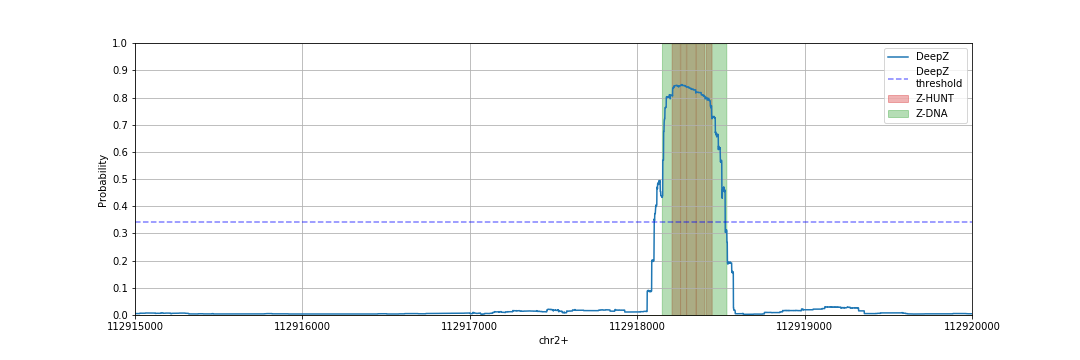 1.0
0.9
0.8
0.7
0.6
0.5
0.4
0.3
0.2
0.1
0.0
Probability
DeepZ
DeepZ
threshold
Z-HUNT
Z-DNA
112915000 112916000 112917000 112918000 112919000 112920000
chr2+